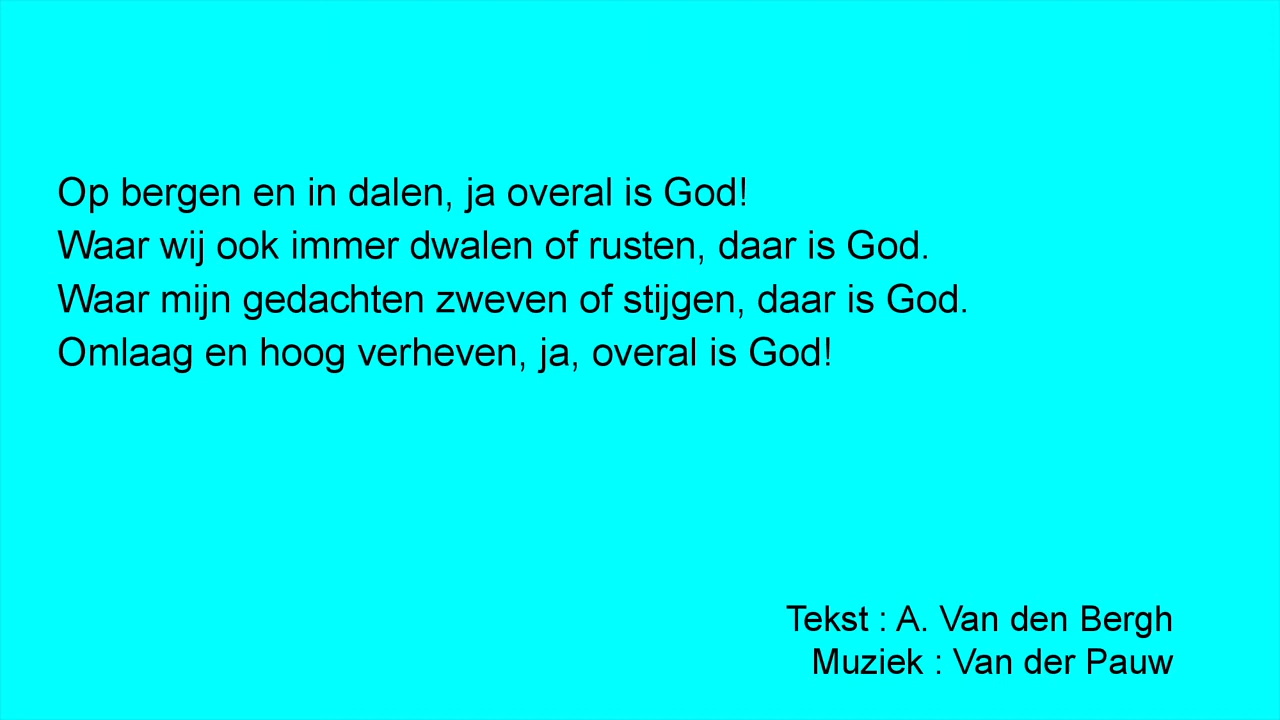 Op bergen en in dalen, ja overal is God!
Waar wij ook immer dwalen of rusten, daar is God.
Waar mijn gedachten zweven of stijgen, daar is God.
Omlaag en hoog verheven, ja, overal is God!
Tekst : A. Van den Bergh
Muziek : Van der Pauw